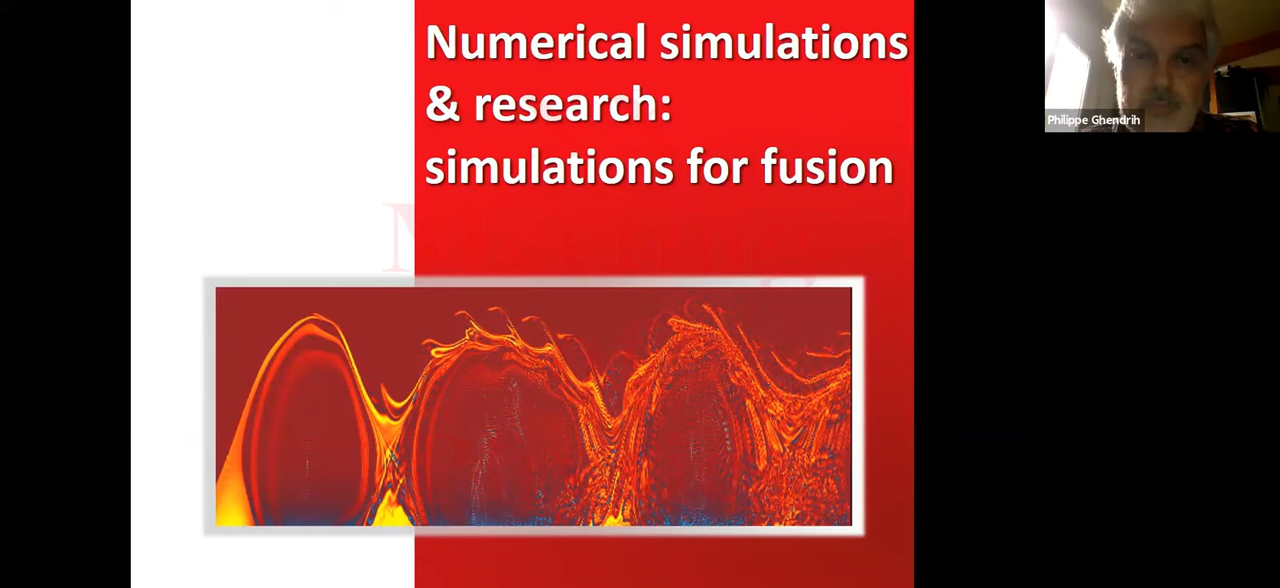 Numerical simulations
& research:
simulations for fusion
Philippe Ghendrih